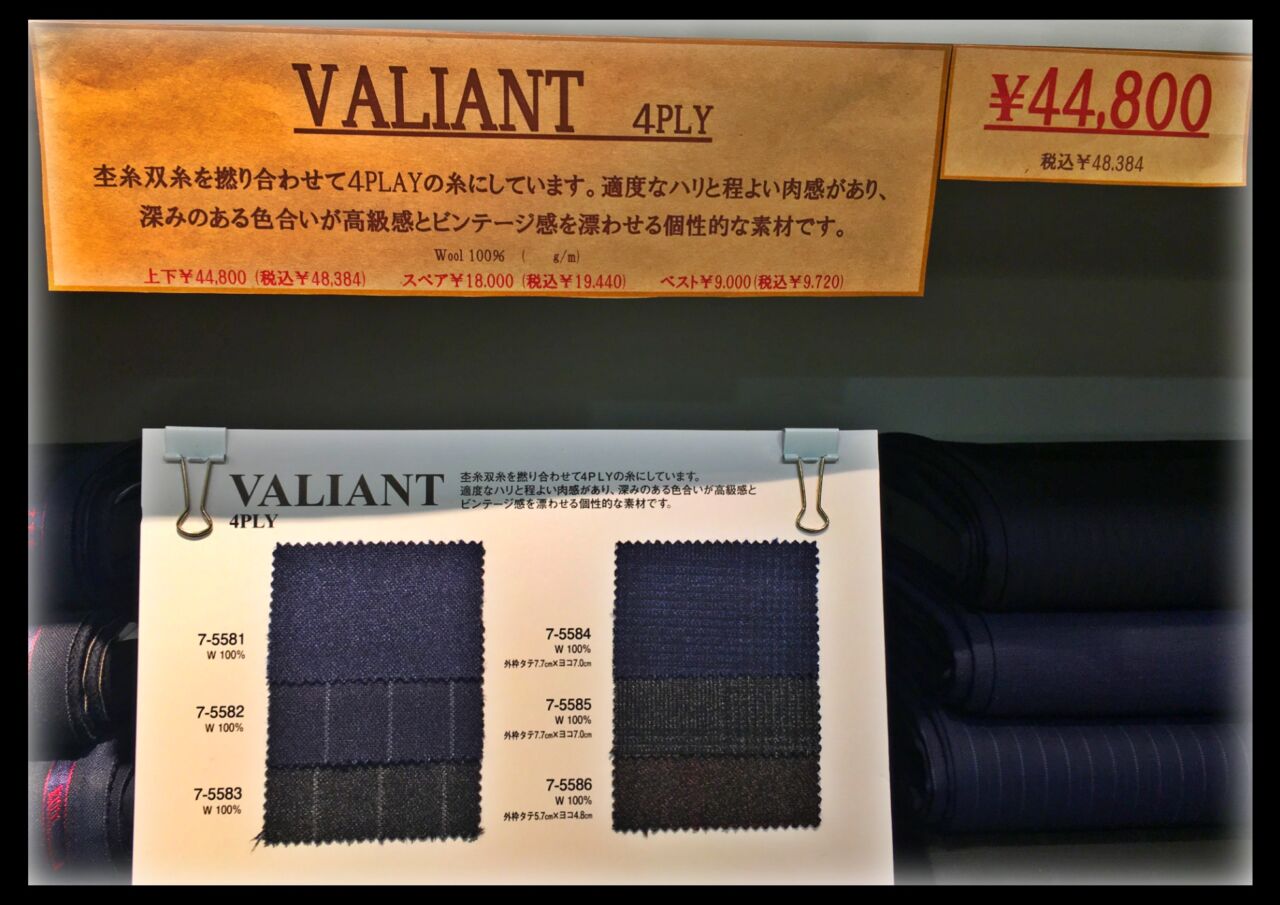 VALIANT 4PLY
杢糸双糸を撚り合わせて4PLAYの糸にしています。適度なハリと程よい肉感があり、
深みのある色合いが高級感とビンテージ感を漂わせる個性的な素材です。
Wool 100% ( g/m)
上下¥44,800 (税込¥48,384) スペア¥18.000 (税込¥19,440) ベスト¥9.000(税込¥9.720)
¥44,800
税込¥48.384
VALIANT
4PLY
杢糸双糸を撚り合わせて4PLYの糸にしています。
適度なハリと程よい肉感があり、深みのある色合いが高級感と
ビンテージ感を漂わせる個性的な素材です。
7-5581
W 100%
7-5582
W 100%
7-5583
W 100%
7-5584
W 100%
外枠タテ7.7cm×ヨコ7.0cm
7-5585
W 100%
外枠タテ7.7cm×ヨコ7.0cm
7-5586
W 100%
外枠タテ5.7cm×ヨコ4.8cm